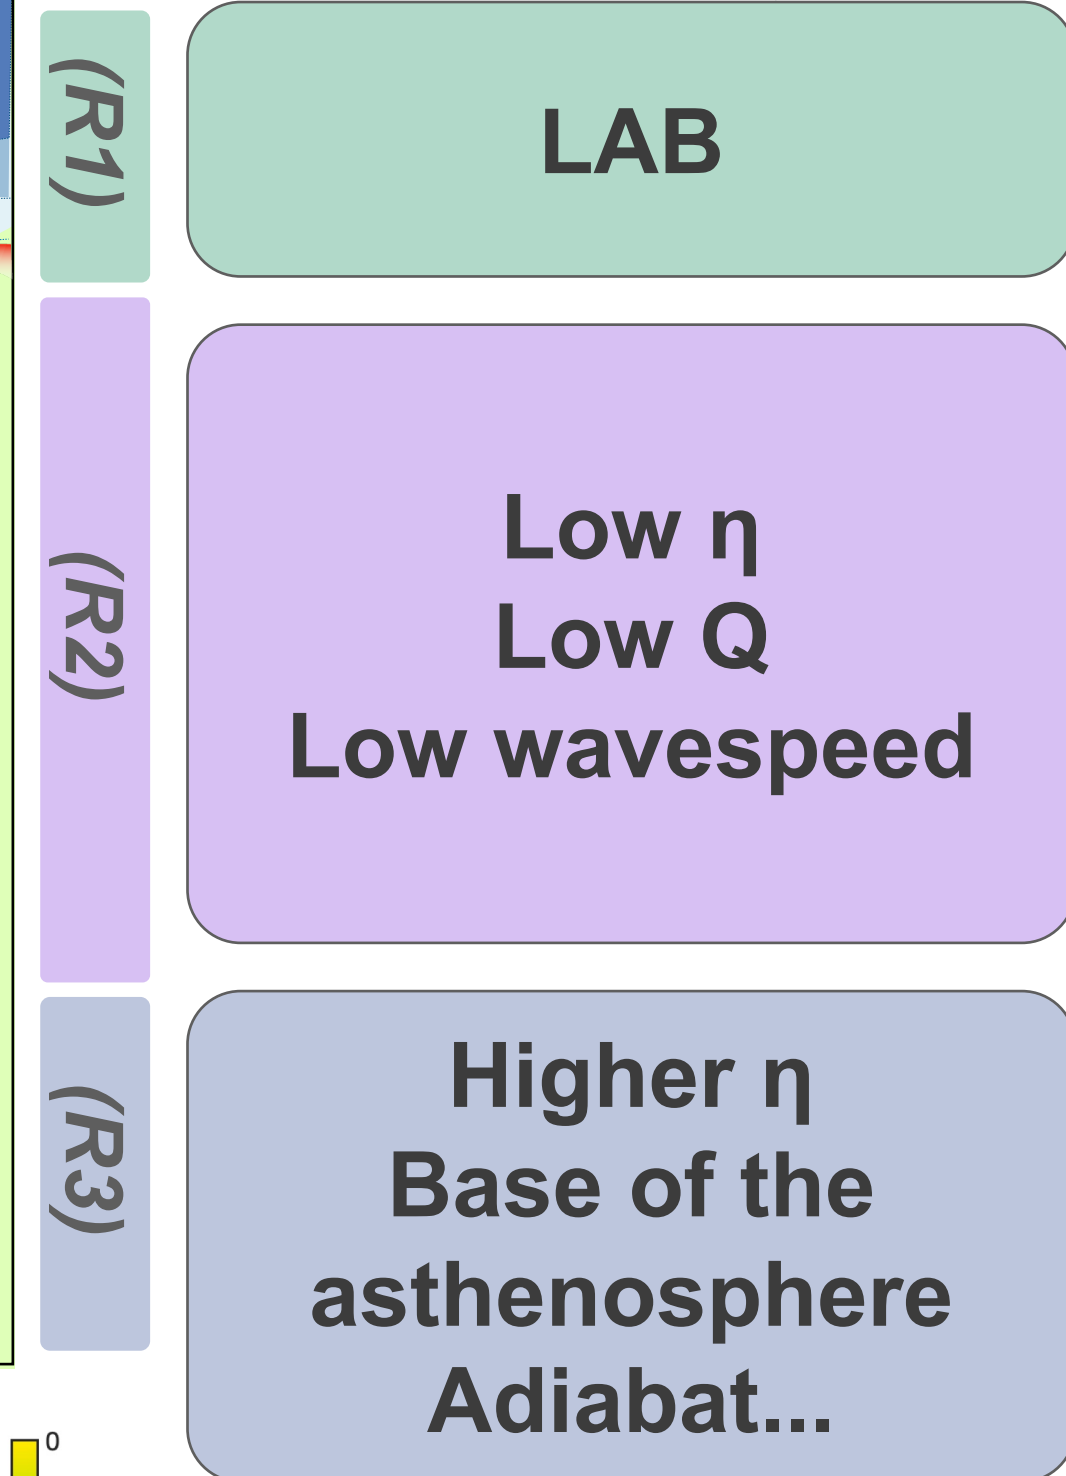 (R1)
LAB
(R2)
Low η
Low Q
Low wavespeed
(R3)
Higher η
Base of the
asthenosphere
Adiabat...
0